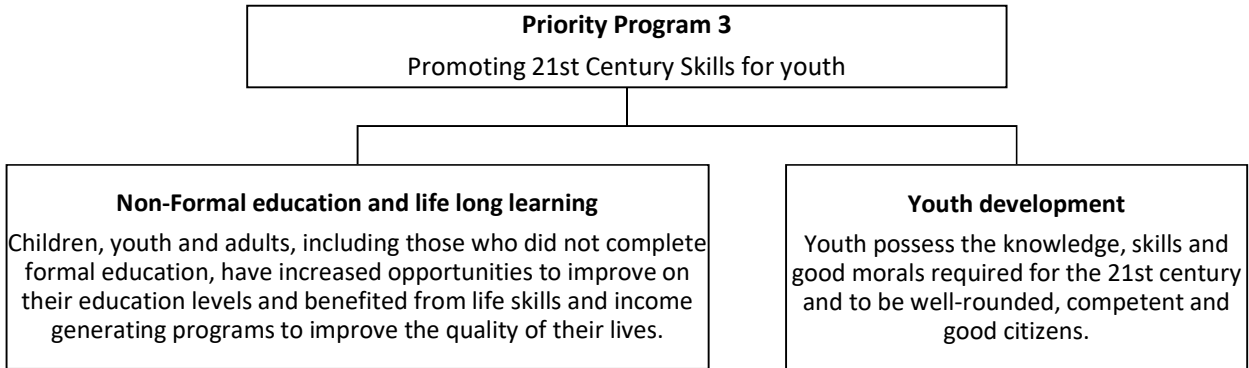 Priority Program 3
Promoting 21st Century Skills for youth
Non-Formal education and life long learning
Children, youth and adults, including those who did not complete
formal education, have increased opportunities to improve on
their education levels and benefited from life skills and income
generating programs to improve the quality of their lives.
Youth development
Youth possess the knowledge, skills and
good morals required for the 21st century
and to be well-rounded, competent and
good citizens.